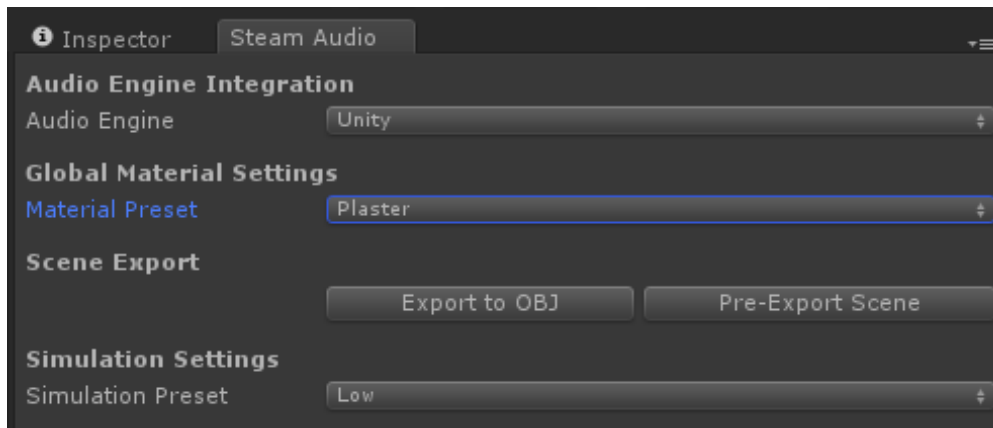 Inspector Steam Audio
Audio Engine Integration
Audio Engine Unity
Global Material Settings
Material Preset Plaster
Scene Export
Export to OBJ Pre-Export Scene
Simulation Settings
Simulation Preset Low